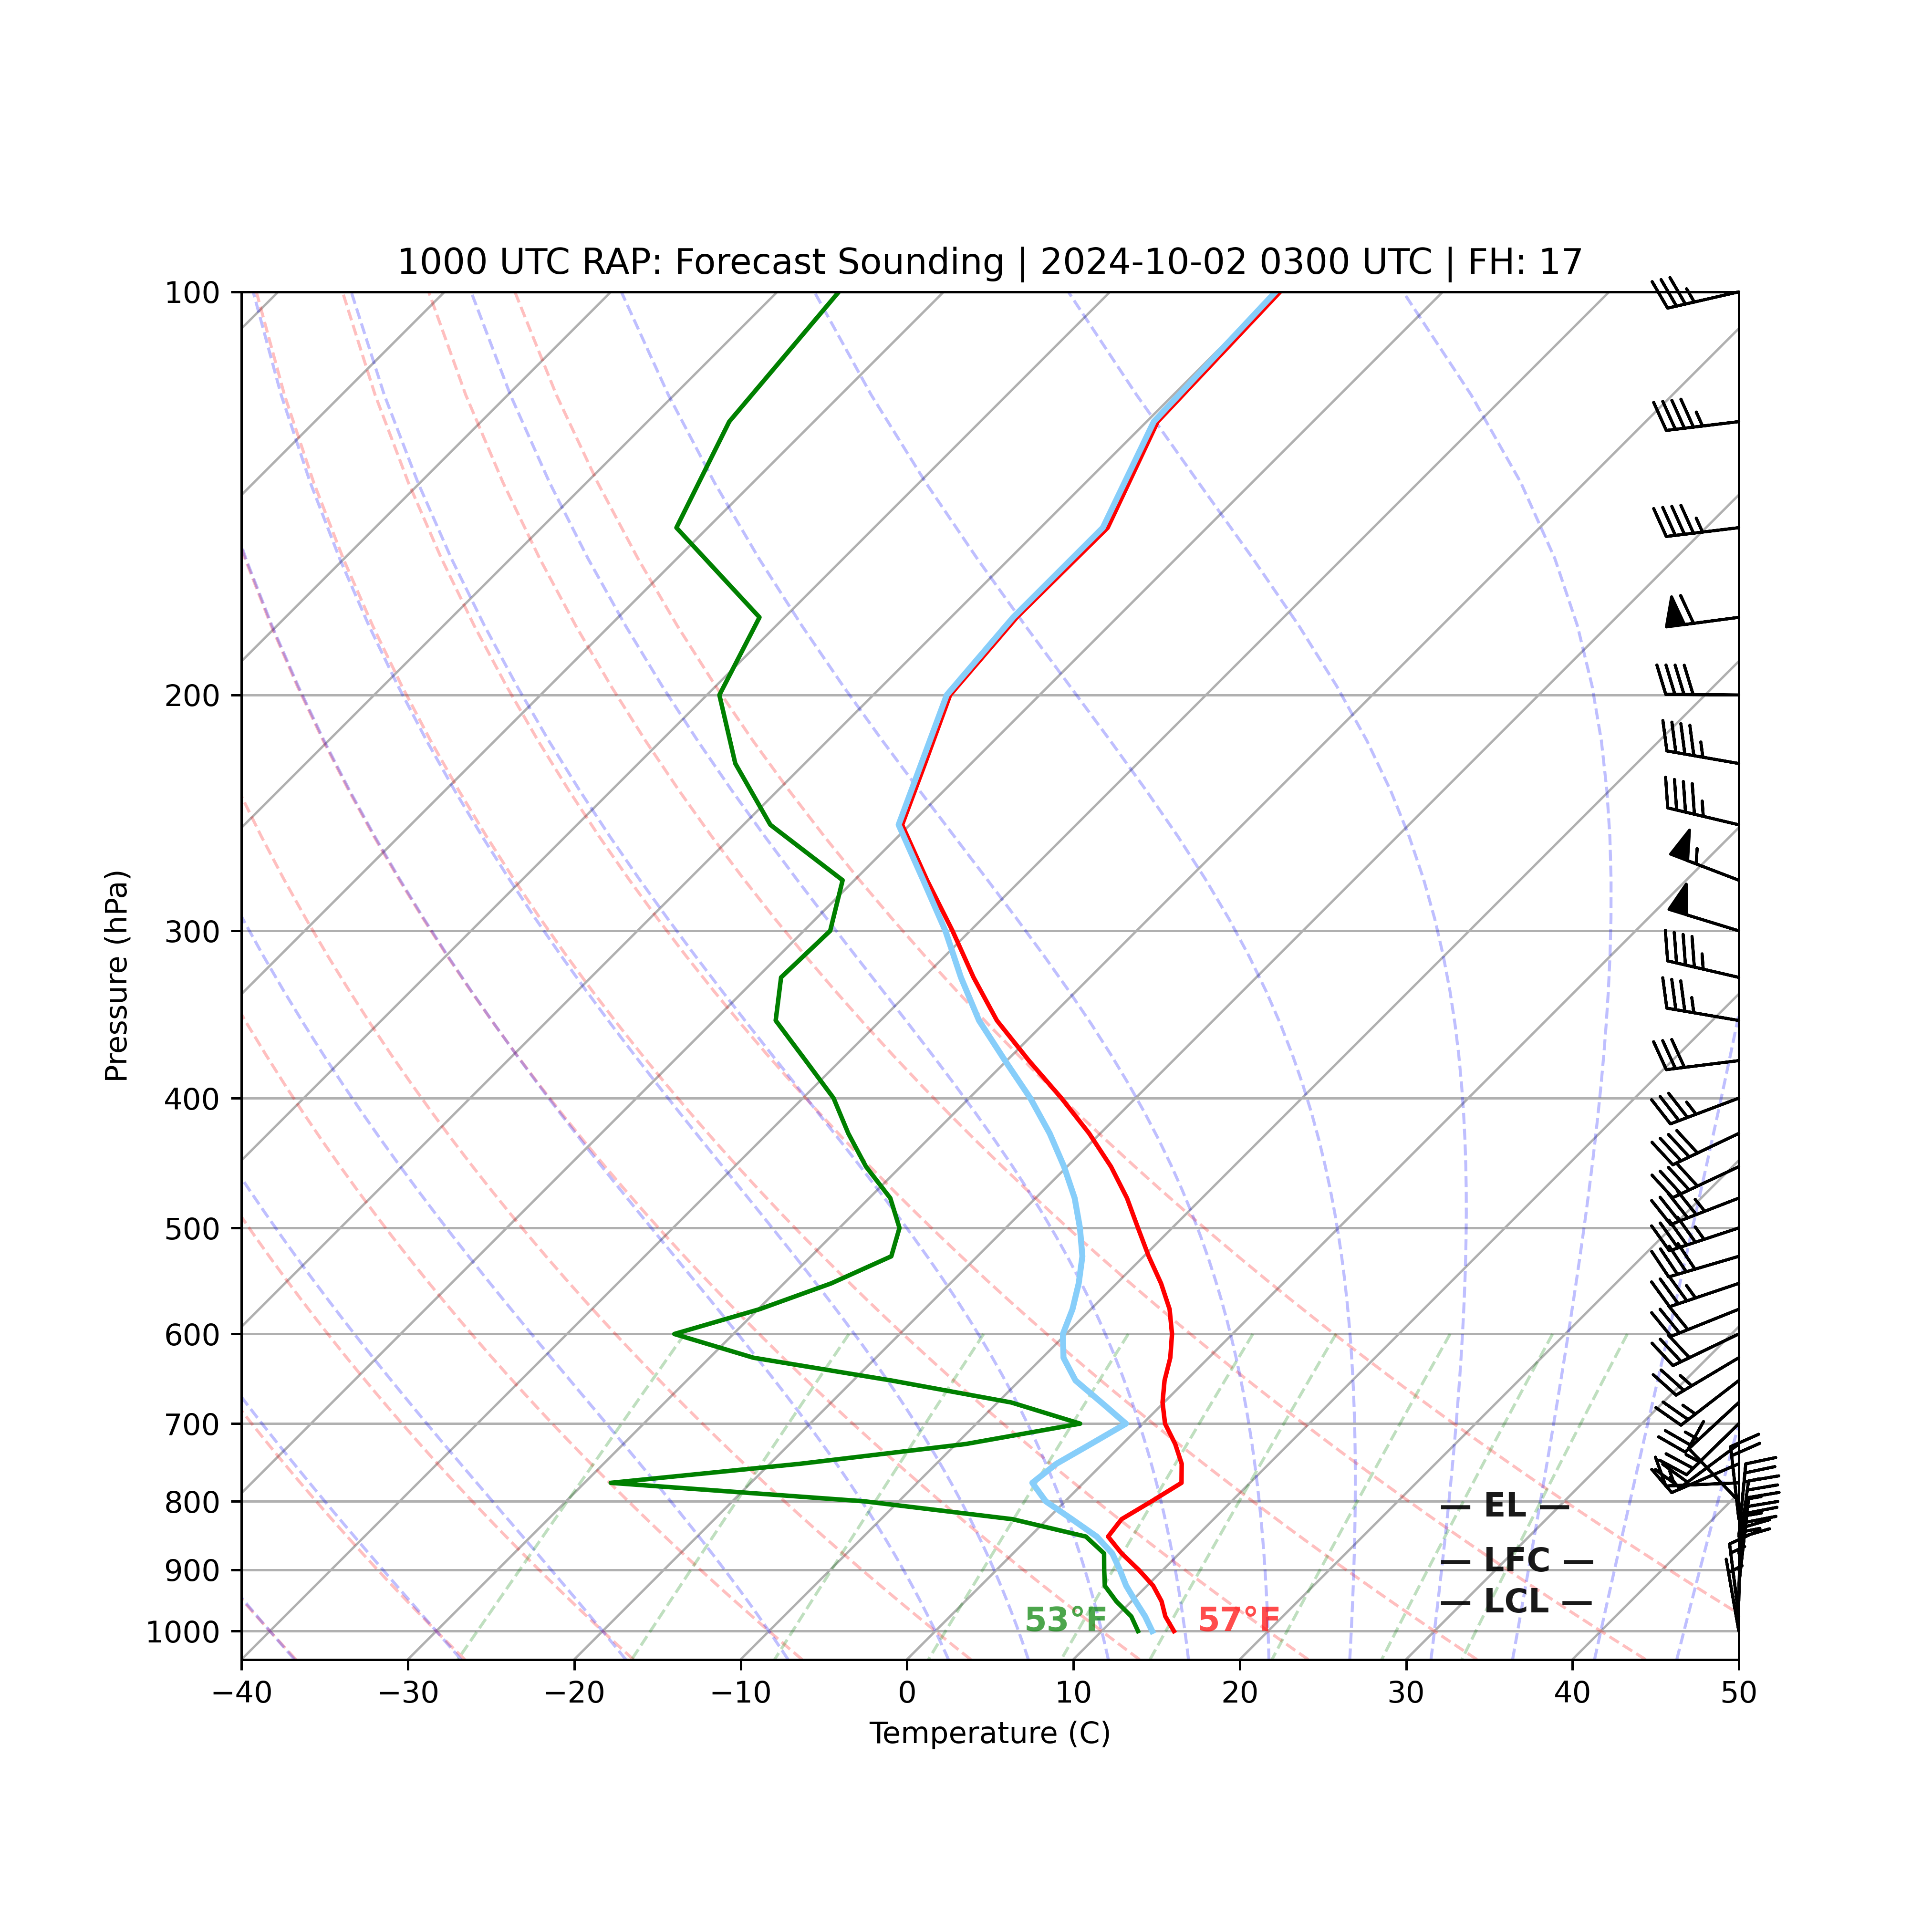 1000 UTC RAP: Forecast Sounding | 2024-10-02 0300 UTC | FH: 17
100
200
300
400
500
600
700
800
900
1000
Pressure (hPa)
— EL —
— LFC —
— LCL —
53°F 57°F
−40 −30 −20 −10 0 10 20 30 40 50
Temperature (C)